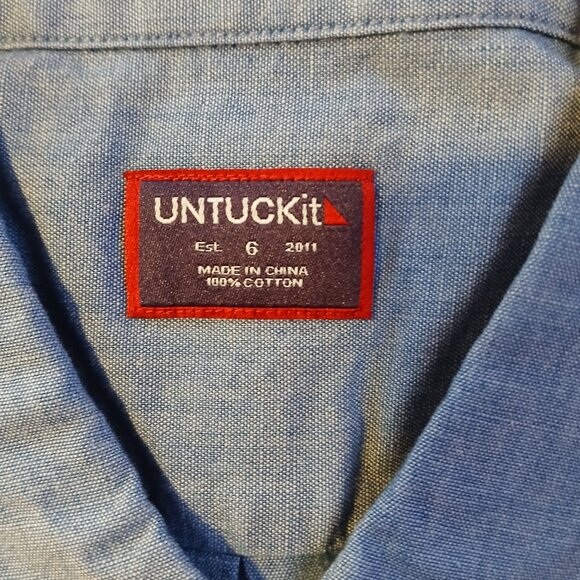 UNTUCKit
Est. 6 2011
MADE IN CHINA
100% COTTON